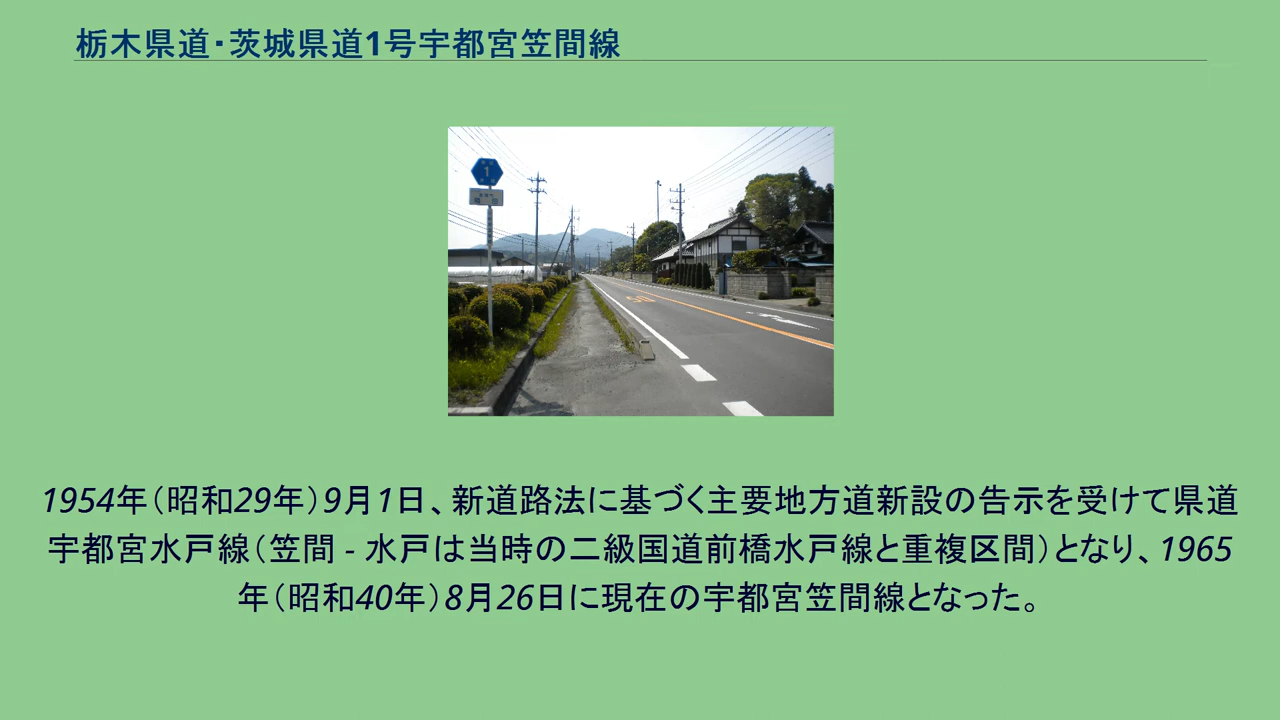 栃木県道・茨城県道1号宇都宮笠間線
1
1954年（昭和29年）9月1日、新道路法に基づく主要地方道新設の告示を受けて県道
宇都宮水戸線（笠間 - 水戸は当時の二級国道前橋水戸線と重複区間）となり、1965
年（昭和40年）8月26日に現在の宇都宮笠間線となった。